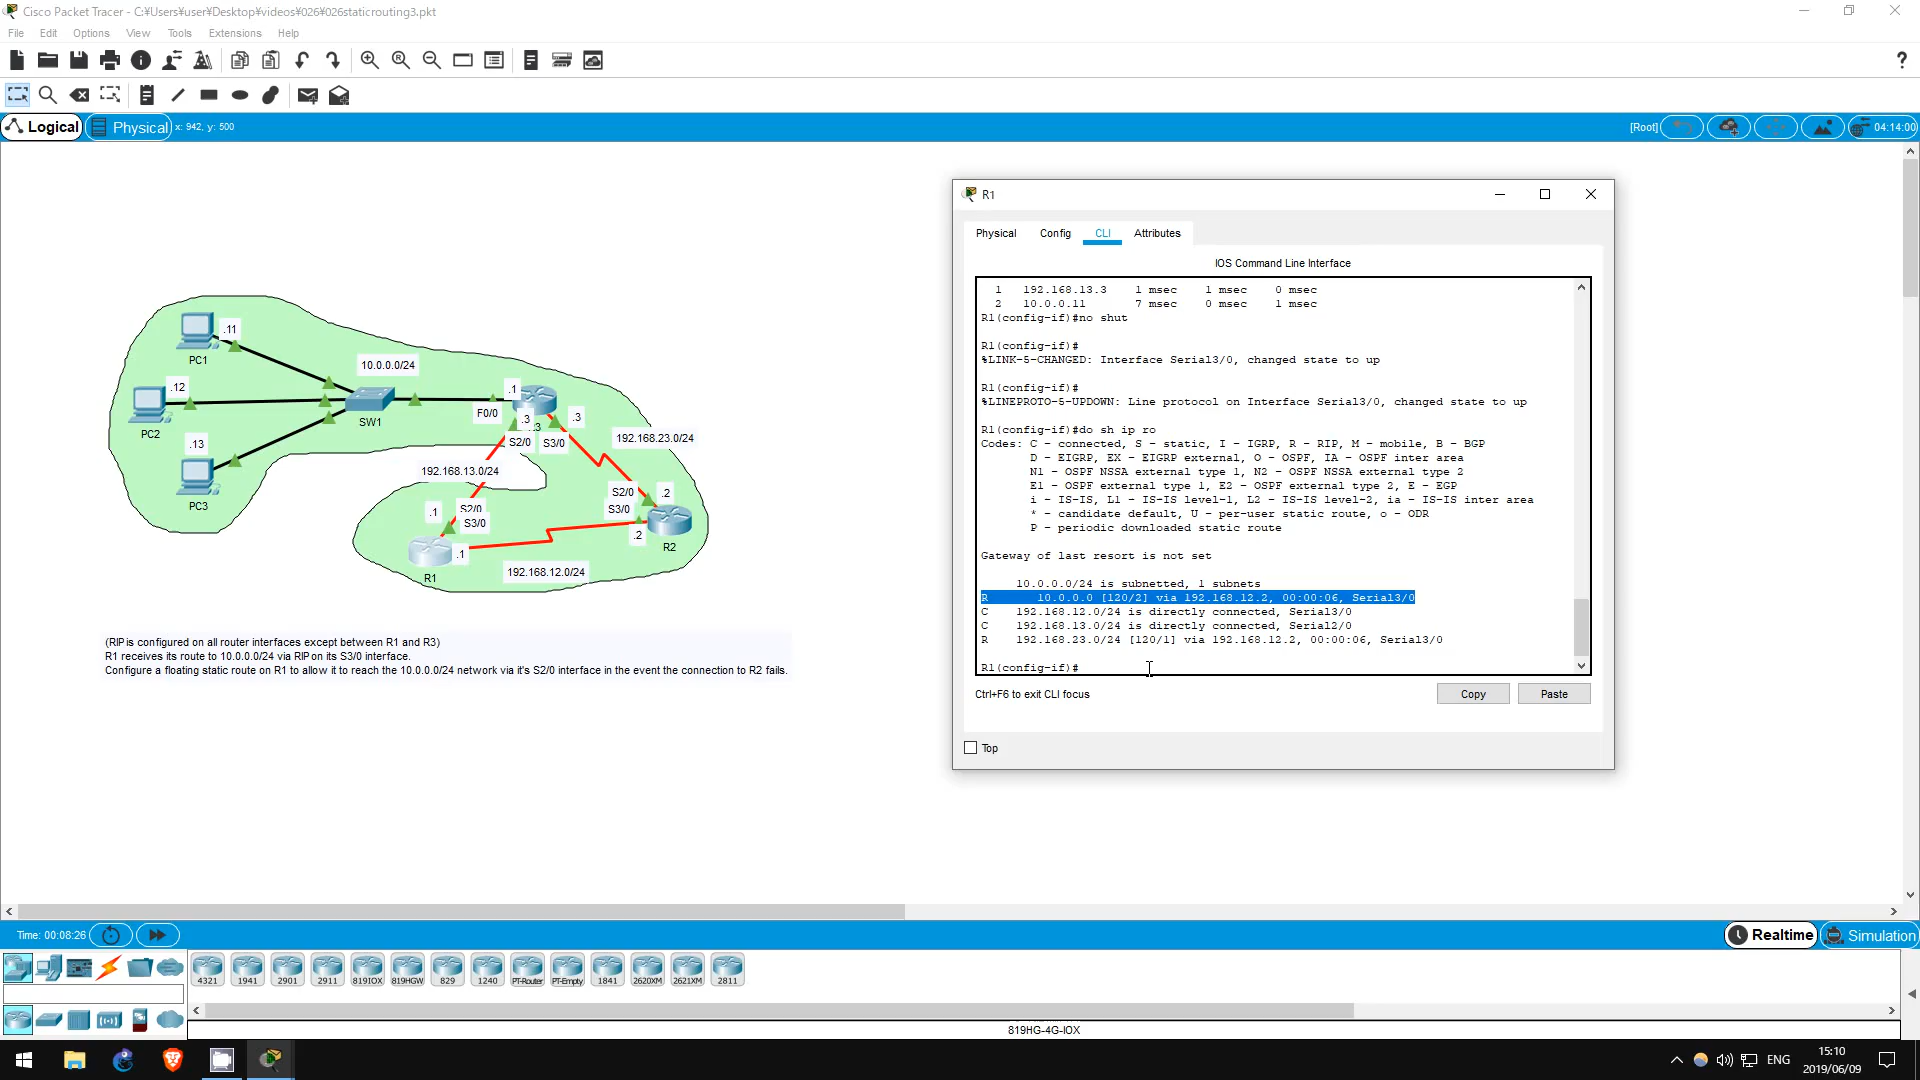 Cisco Packet Tracer - C:¥Users¥user¥Desktop¥videos¥026¥026staticrouting3.pkt
File Edit Options View Tools Extensions Help
Logical Physical x: 942, y: 500
[Root] 04:14:00
PC1
.11
.12
PC2
.13
PC3
10.0.0.0/24
SW1
F0/0
.1
.3
.3
S2/0
S3/0
.3
192.168.23.0/24
192.168.13.0/24
S2/0
S3/0
.2
.2
R2
.1
S2/0
S3/0
.1
R1
192.168.12.0/24
(RIP is configured on all router interfaces except between R1 and R3)
R1 receives its route to 10.0.0.0/24 via RIP on its S3/0 interface.
Configure a floating static route on R1 to allow it to reach the 10.0.0.0/24 network via it's S2/0 interface in the event the connection to R2 fails.
R1
Physical Config CLI Attributes
IOS Command Line Interface
1 192.168.13.3 1 msec 1 msec 0 msec
2 10.0.0.11 7 msec 0 msec 1 msec
R1(config-if)#no shut
R1(config-if)#
%LINK-5-CHANGED: Interface Serial3/0, changed state to up
R1(config-if)#
%LINEPROTO-5-UPDOWN: Line protocol on Interface Serial3/0, changed state to up
R1(config-if)#do sh ip ro
Codes: C - connected, S - static, I - IGRP, R - RIP, M - mobile, B - BGP
D - EIGRP, EX - EIGRP external, O - OSPF, IA - OSPF inter area
N1 - OSPF NSSA external type 1, N2 - OSPF NSSA external type 2
E1 - OSPF external type 1, E2 - OSPF external type 2, E - EGP
i - IS-IS, L1 - IS-IS level-1, L2 - IS-IS level-2, ia - IS-IS inter area
* - candidate default, U - per-user static route, o - ODR
P - periodic downloaded static route
Gateway of last resort is not set
10.0.0.0/24 is subnetted, 1 subnets
R 10.0.0.0 [120/2] via 192.168.12.2, 00:00:06, Serial3/0
C 192.168.12.0/24 is directly connected, Serial3/0
C 192.168.13.0/24 is directly connected, Serial2/0
R 192.168.23.0/24 [120/1] via 192.168.12.2, 00:00:06, Serial3/0
R1(config-if)#
Ctrl+F6 to exit CLI focus
Copy Paste
Top
Time: 00:08:26
Realtime Simulation
4321 1941 2901 2911 819IOX 819HGW 829 1240 PT-Router PT-Empty 1841 2620XM 2621XM 2811
819HG-4G-IOX
ENG
15:10
2019/06/09